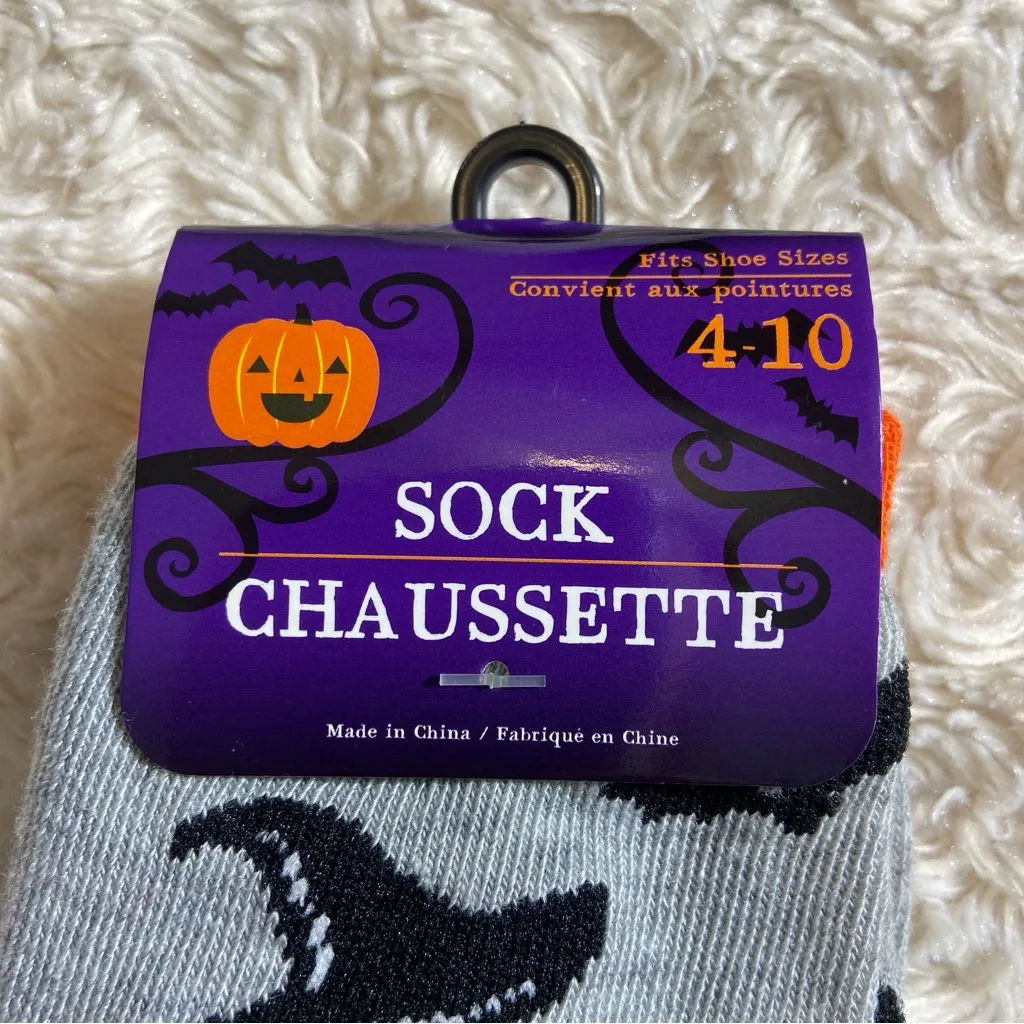 Fits Shoe Sizes
Convient aux pointures
4-10
SOCK
CHAUSSETTE
Made in China / Fabriqué en Chine